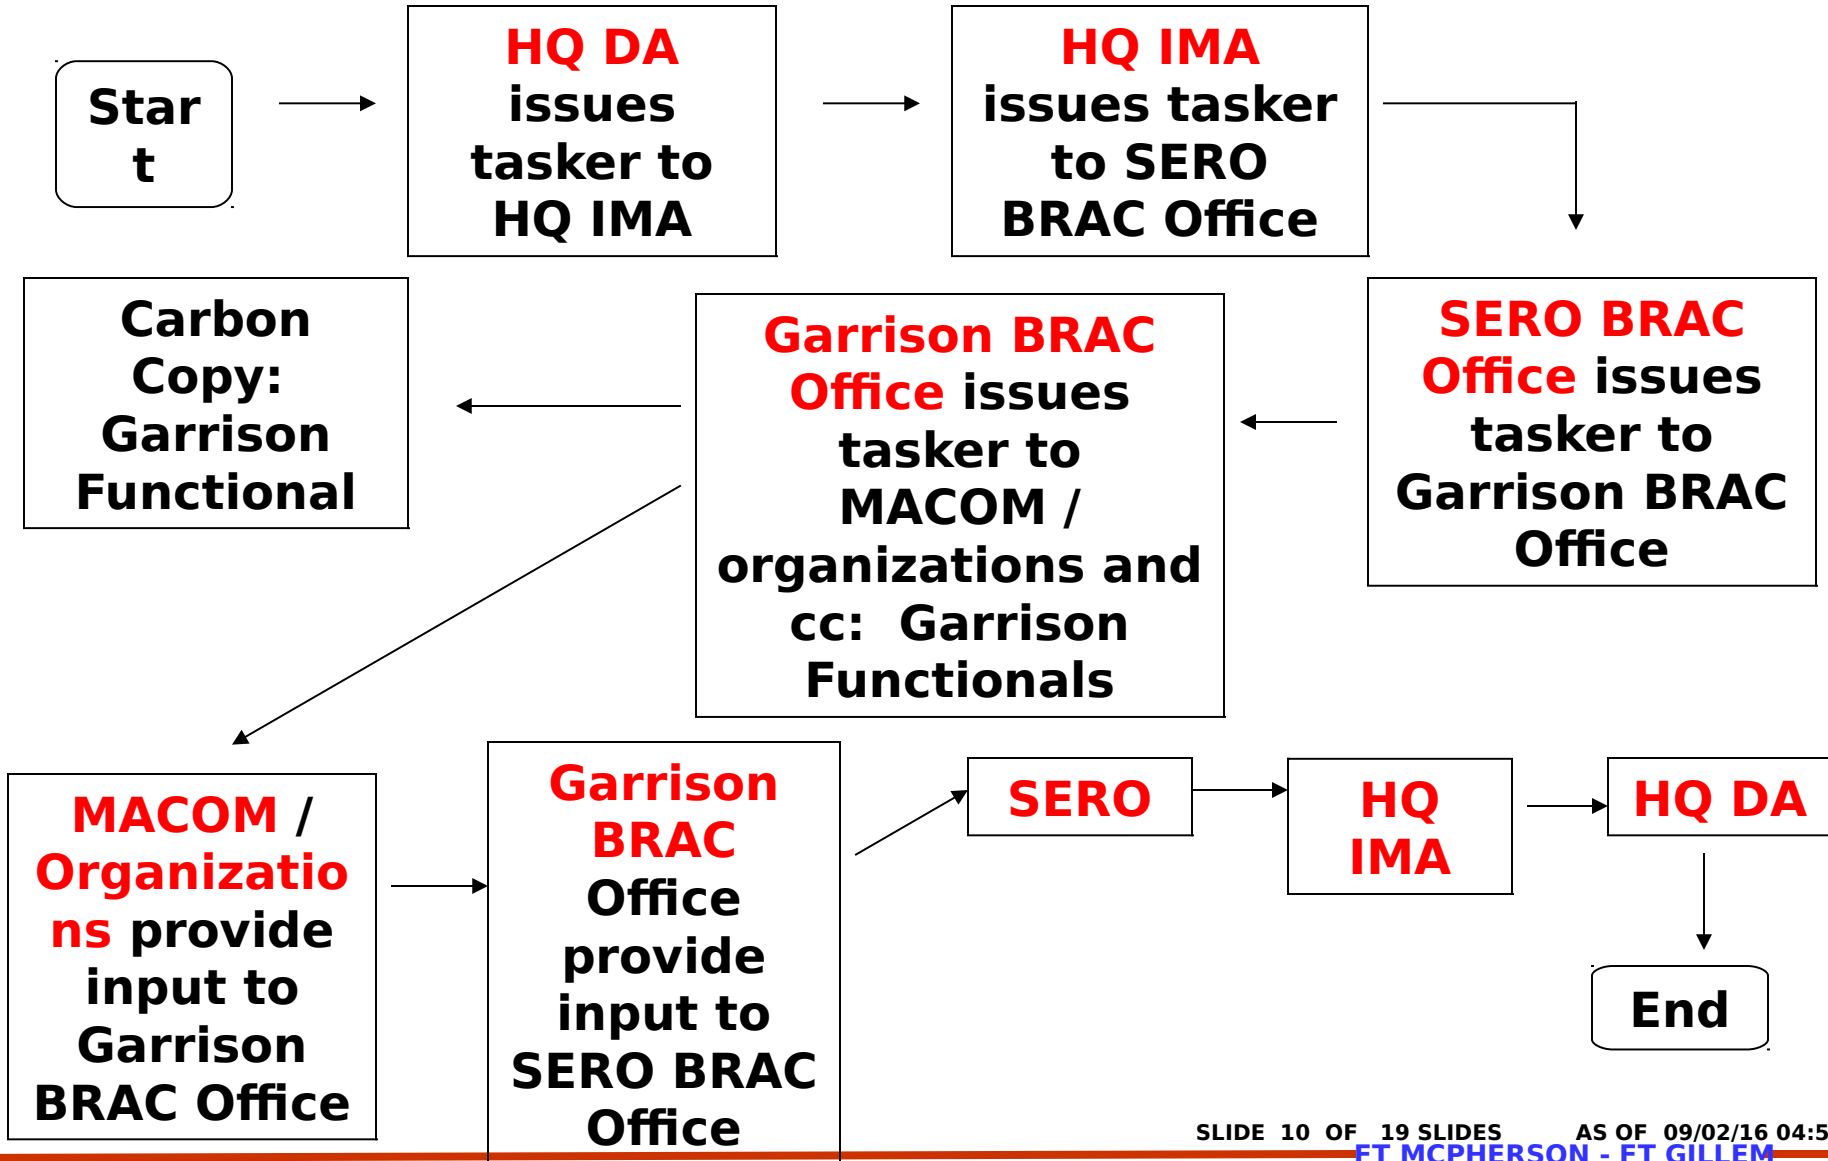 Star
t
HQ DA
issues
tasker to
HQ IMA
HQ IMA
issues tasker
to SERO
BRAC Office
SERO BRAC
Office issues
tasker to
Garrison BRAC
Office
Garrison BRAC
Office issues
tasker to
MACOM /
organizations and
cc:  Garrison
Functionals
Carbon
Copy:
Garrison
Functional
MACOM /
Organizatio
ns provide
input to
Garrison
BRAC Office
Garrison
BRAC
Office
provide
input to
SERO BRAC
Office
SERO
HQ
IMA
HQ DA
End
SLIDE  10  OF   19 SLIDES
AS OF  09/02/16 04:5
FT MCPHERSON - FT GILLEM